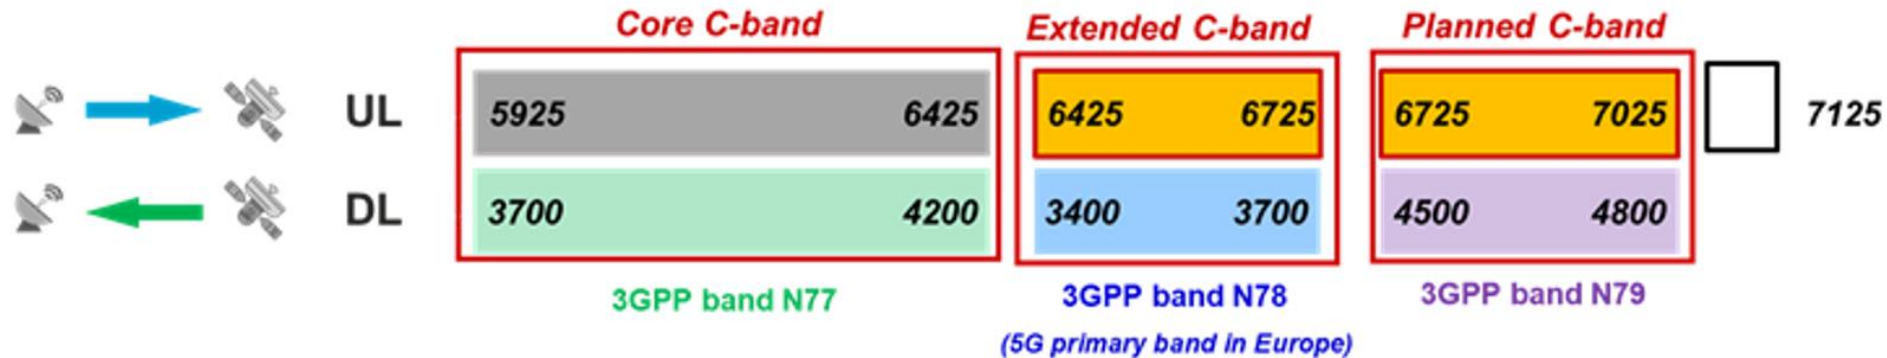 Core C-band Extended C-band Planned C-band
UL 5925 6425 6425 6725 6725 7025 7125
DL 3700 4200 3400 3700 4500 4800
3GPP band N77 3GPP band N78 3GPP band N79
(5G primary band in Europe)